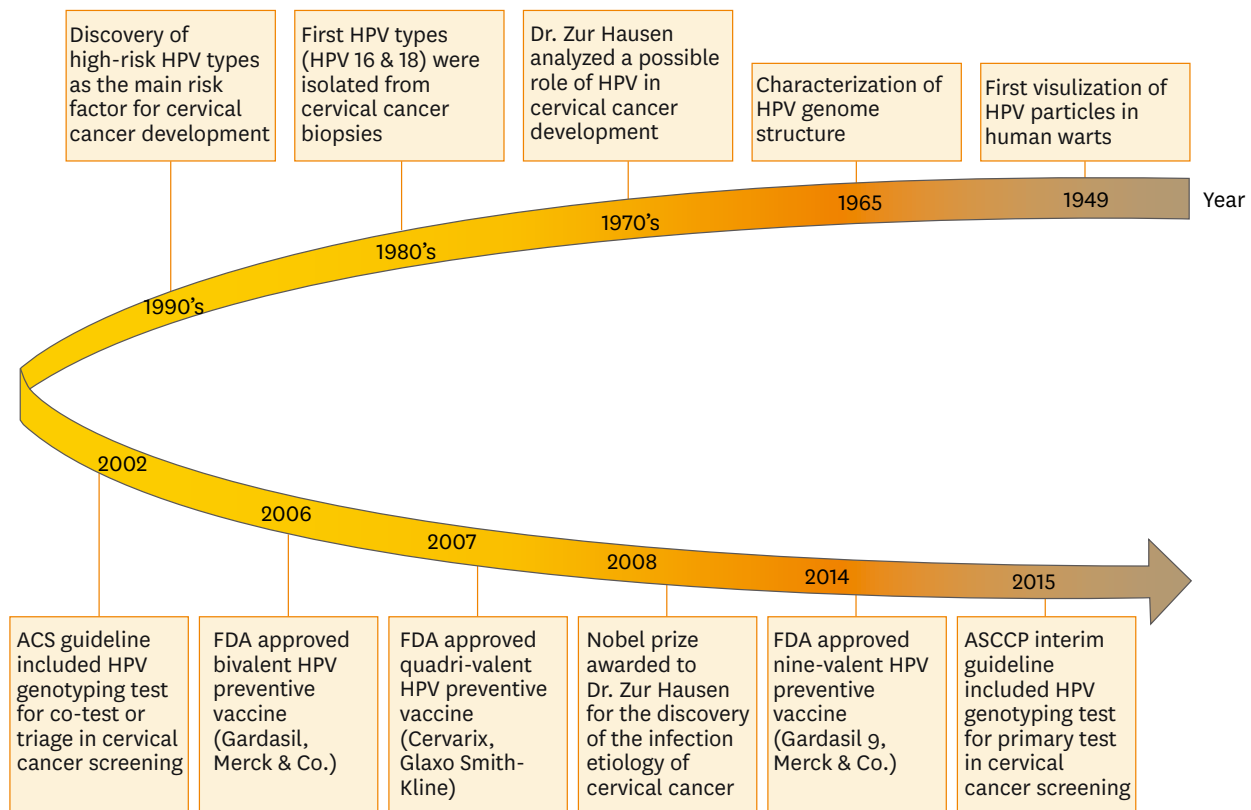 Discovery of
high-risk HPV types
as the main risk
factor for cervical
cancer development
First HPV types
(HPV 16 & 18) were
isolated from
cervical cancer
biopsies
Dr. Zur Hausen
analyzed a possible
role of HPV in
cervical cancer
development
Characterization of
HPV genome
structure
First visulization of
HPV particles in
human warts
1990's
1980's
1970's
1965
1949
Year
2002
2006
2007
2008
2014
2015
ACS guideline
included HPV
genotyping test
for co-test or
triage in cervical
cancer screening
FDA approved
bivalent HPV
preventive
vaccine
(Gardasil,
Merck & Co.)
FDA approved
quadri-valent
HPV preventive
vaccine
(Cervarix,
Glaxo Smith-
Kline)
Nobel prize
awarded to
Dr. Zur Hausen
for the discovery
of the infection
etiology of
cervical cancer
FDA approved
nine-valent HPV
preventive
vaccine
(Gardasil 9,
Merck & Co.)
ASCCP interim
guideline
included HPV
genotyping test
for primary test
in cervical
cancer screening